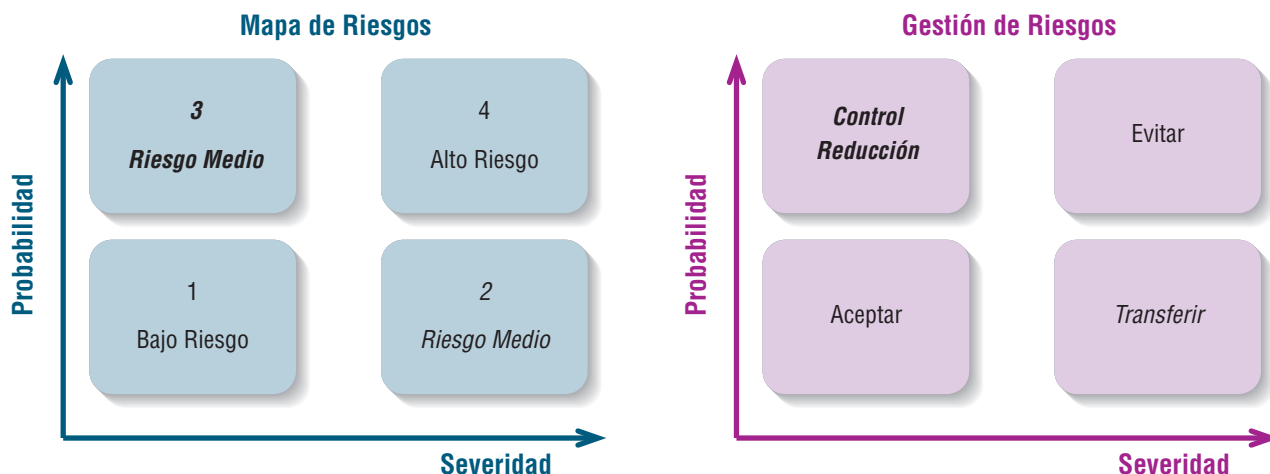 Mapa de Riesgos
Probabilidad
3
Riesgo Medio
4
Alto Riesgo
1
Bajo Riesgo
2
Riesgo Medio
Severidad
Gestión de Riesgos
Probabilidad
Control
Reducción
Evitar
Aceptar
Transferir
Severidad